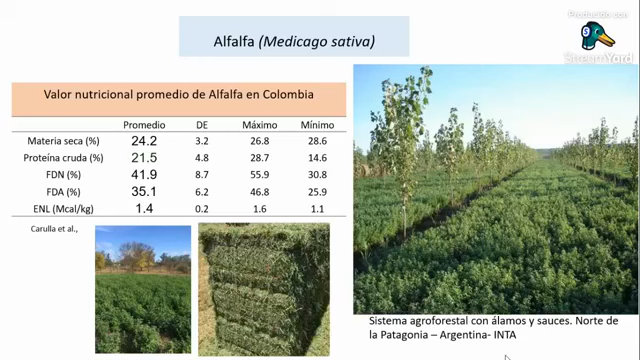 Producido con
StreamYard
Alfalfa (Medicago sativa)
Valor nutricional promedio de Alfalfa en Colombia
Promedio DE Máximo Mínimo
Materia seca (%) 24.2 3.2 26.8 28.6
Proteína cruda (%) 21.5 4.8 28.7 14.6
FDN (%) 41.9 8.7 55.9 30.8
FDA (%) 35.1 6.2 46.8 25.9
ENL (Mcal/kg) 1.4 0.2 1.6 1.1
Carulla et al.,
Sistema agroforestal con álamos y sauces. Norte de
la Patagonia – Argentina- INTA